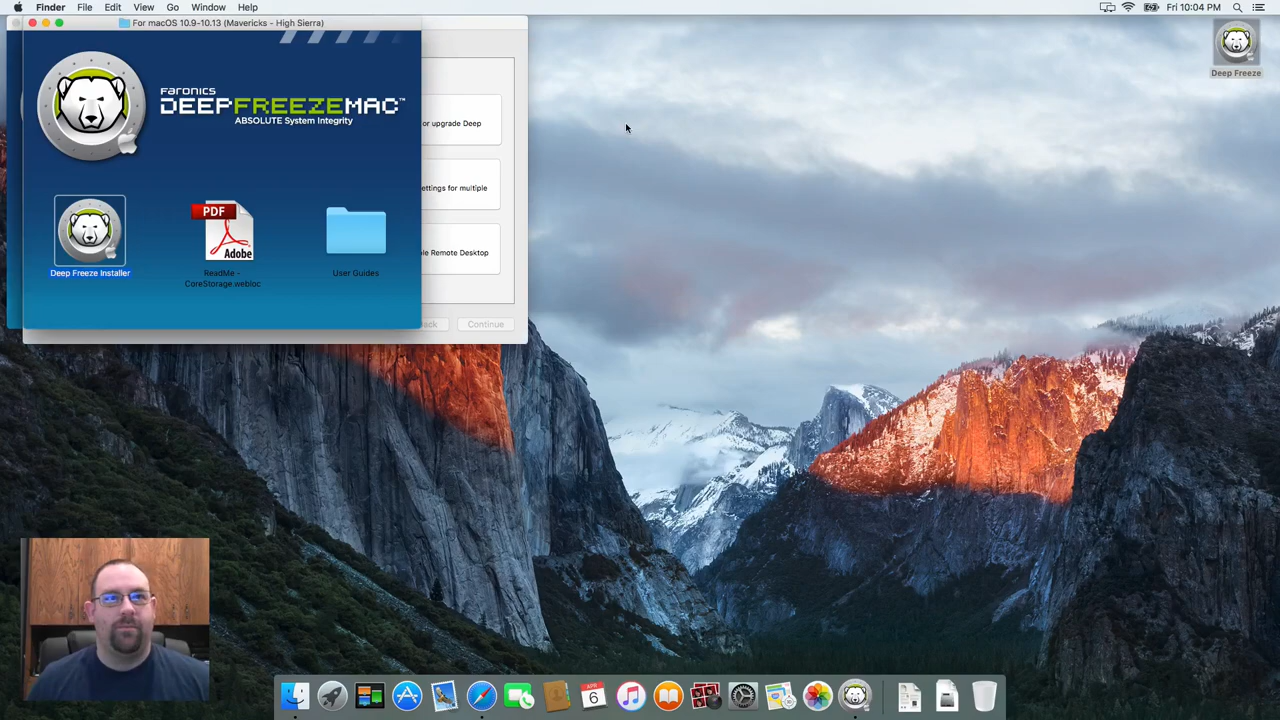 Finder File Edit View Go Window Help
Fri 10:04 PM
For macOS 10.9-10.13 (Mavericks - High Sierra)
FARONICS
DEEPFREEZEMAC™
ABSOLUTE System Integrity
or upgrade Deep
ettings for multiple
le Remote Desktop
PDF
Adobe
Deep Freeze Installer
ReadMe -
CoreStorage.webloc
User Guides
Continue
Deep Freeze
APR
6